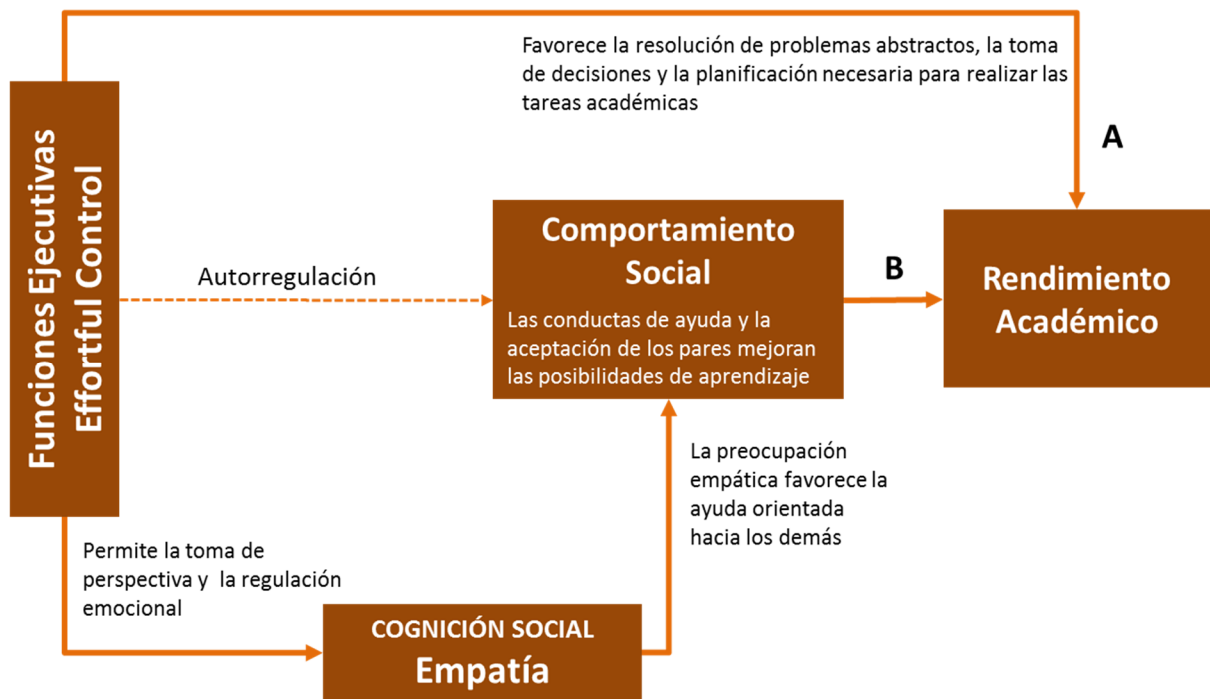 Favorece la resolución de problemas abstractos, la toma
de decisiones y la planificación necesaria para realizar las
tareas académicas
A
Funciones Ejecutivas
Effortful Control
Autorregulación
Comportamiento
Social
Las conductas de ayuda y la
aceptación de los pares mejoran
las posibilidades de aprendizaje
B
Rendimiento
Académico
La preocupación
empática favorece la
ayuda orientada
hacia los demás
Permite la toma de
perspectiva y la regulación
emocional
COGNICIÓN SOCIAL
Empatía